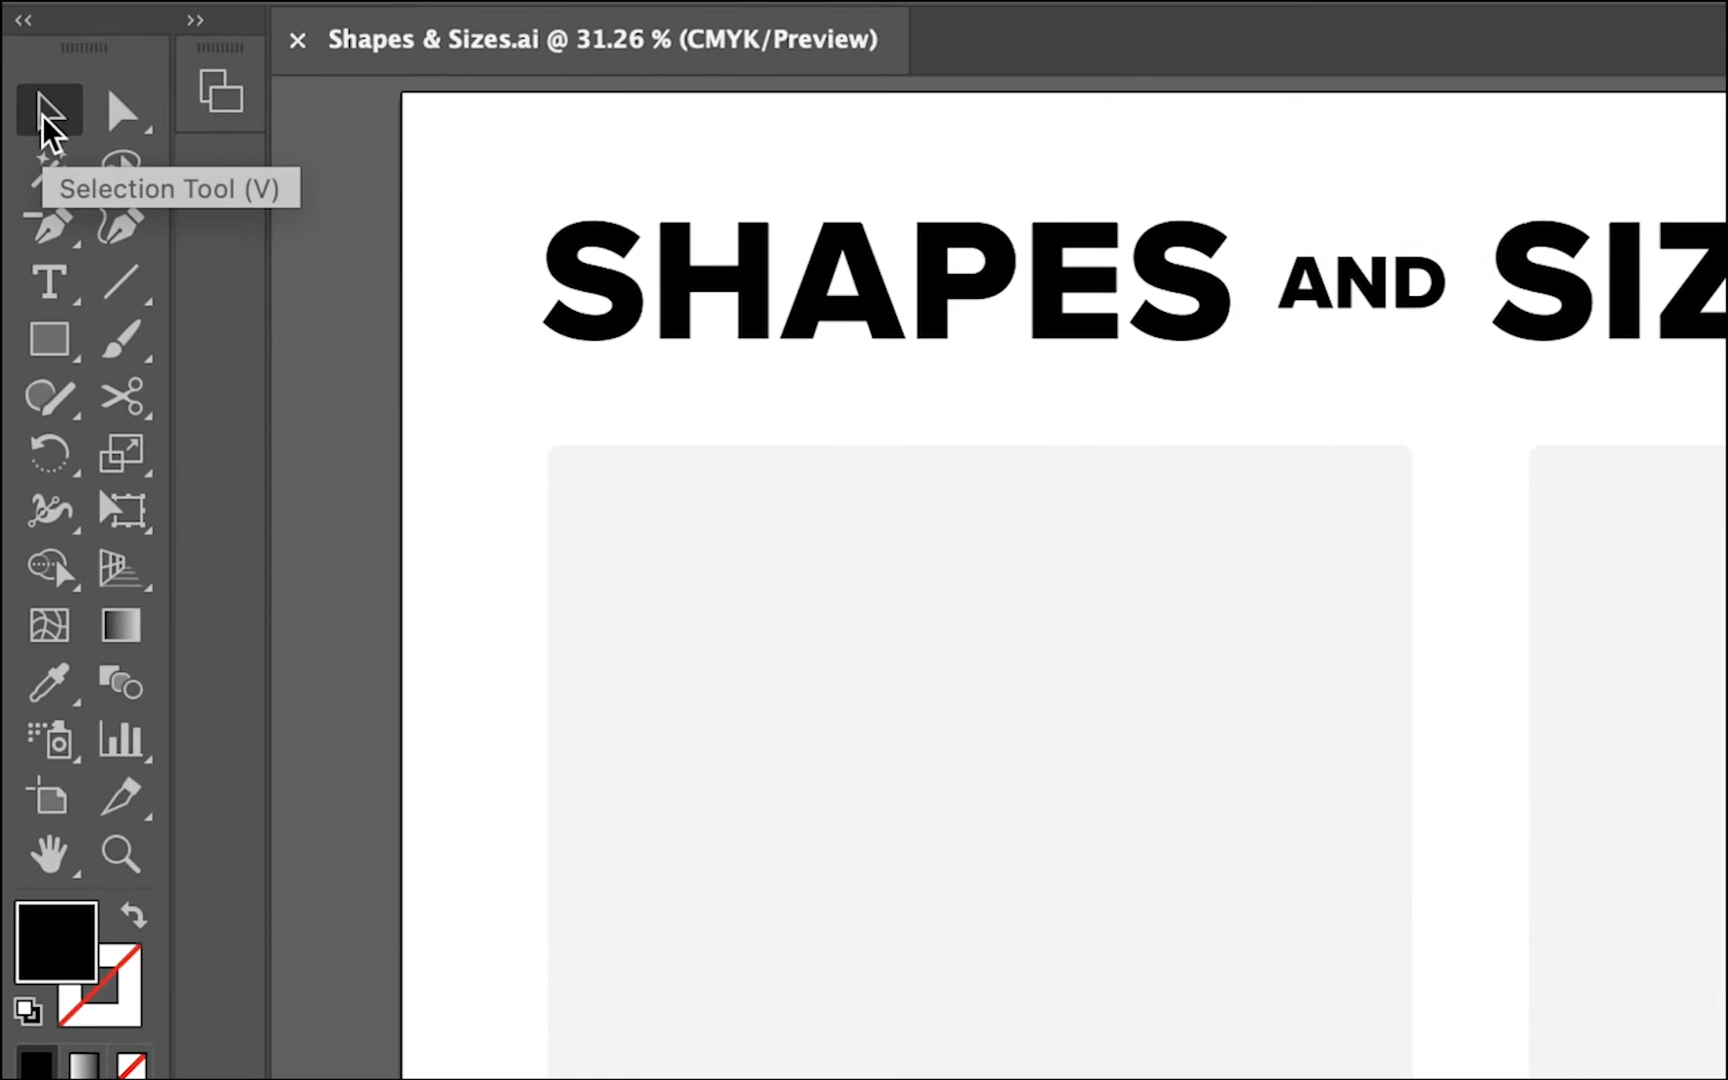 Shapes & Sizes.ai @ 31.26 % (CMYK/Preview)
Selection Tool (V)
SHAPES AND SIZ